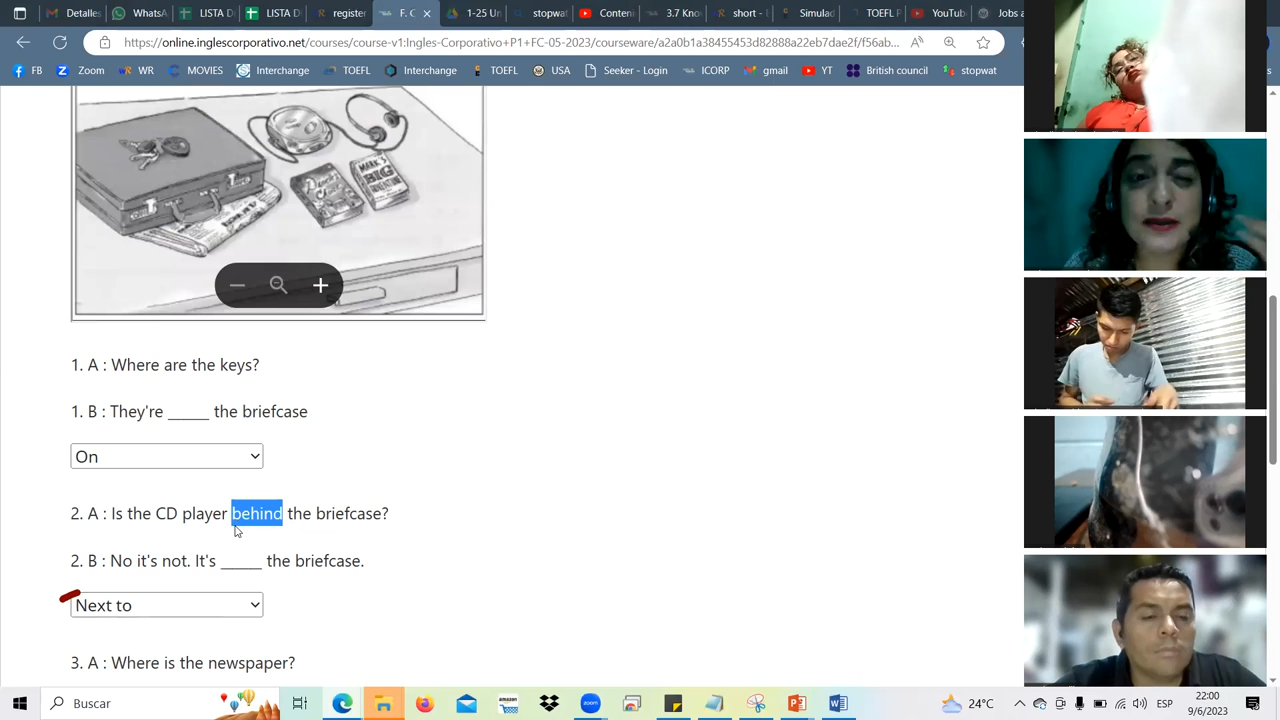 Detalles
WhatsA
LISTA D
LISTA D
register
F. C
1-25 Un
stopwat
Conteni
3.7 Kno
short - L
Simulad
TOEFL P
YouTub
Jobs a
https://online.inglescorporativo.net/courses/course-v1:Ingles-Corporativo+P1+FC-05-2023/courseware/a2a0b1a38455453d82888a22eb7dae2f/f56ab...
FB
Zoom
WR
MOVIES
Interchange
TOEFL
Interchange
TOEFL
USA
Seeker - Login
ICORP
gmail
YT
British council
stopwat
MARK'S
BIG
1. A : Where are the keys?
1. B : They're _____ the briefcase
On
2. A : Is the CD player behind the briefcase?
2. B : No it's not. It's _____ the briefcase.
Next to
3. A : Where is the newspaper?
Buscar
24°C
ESP
22:00
9/6/2023